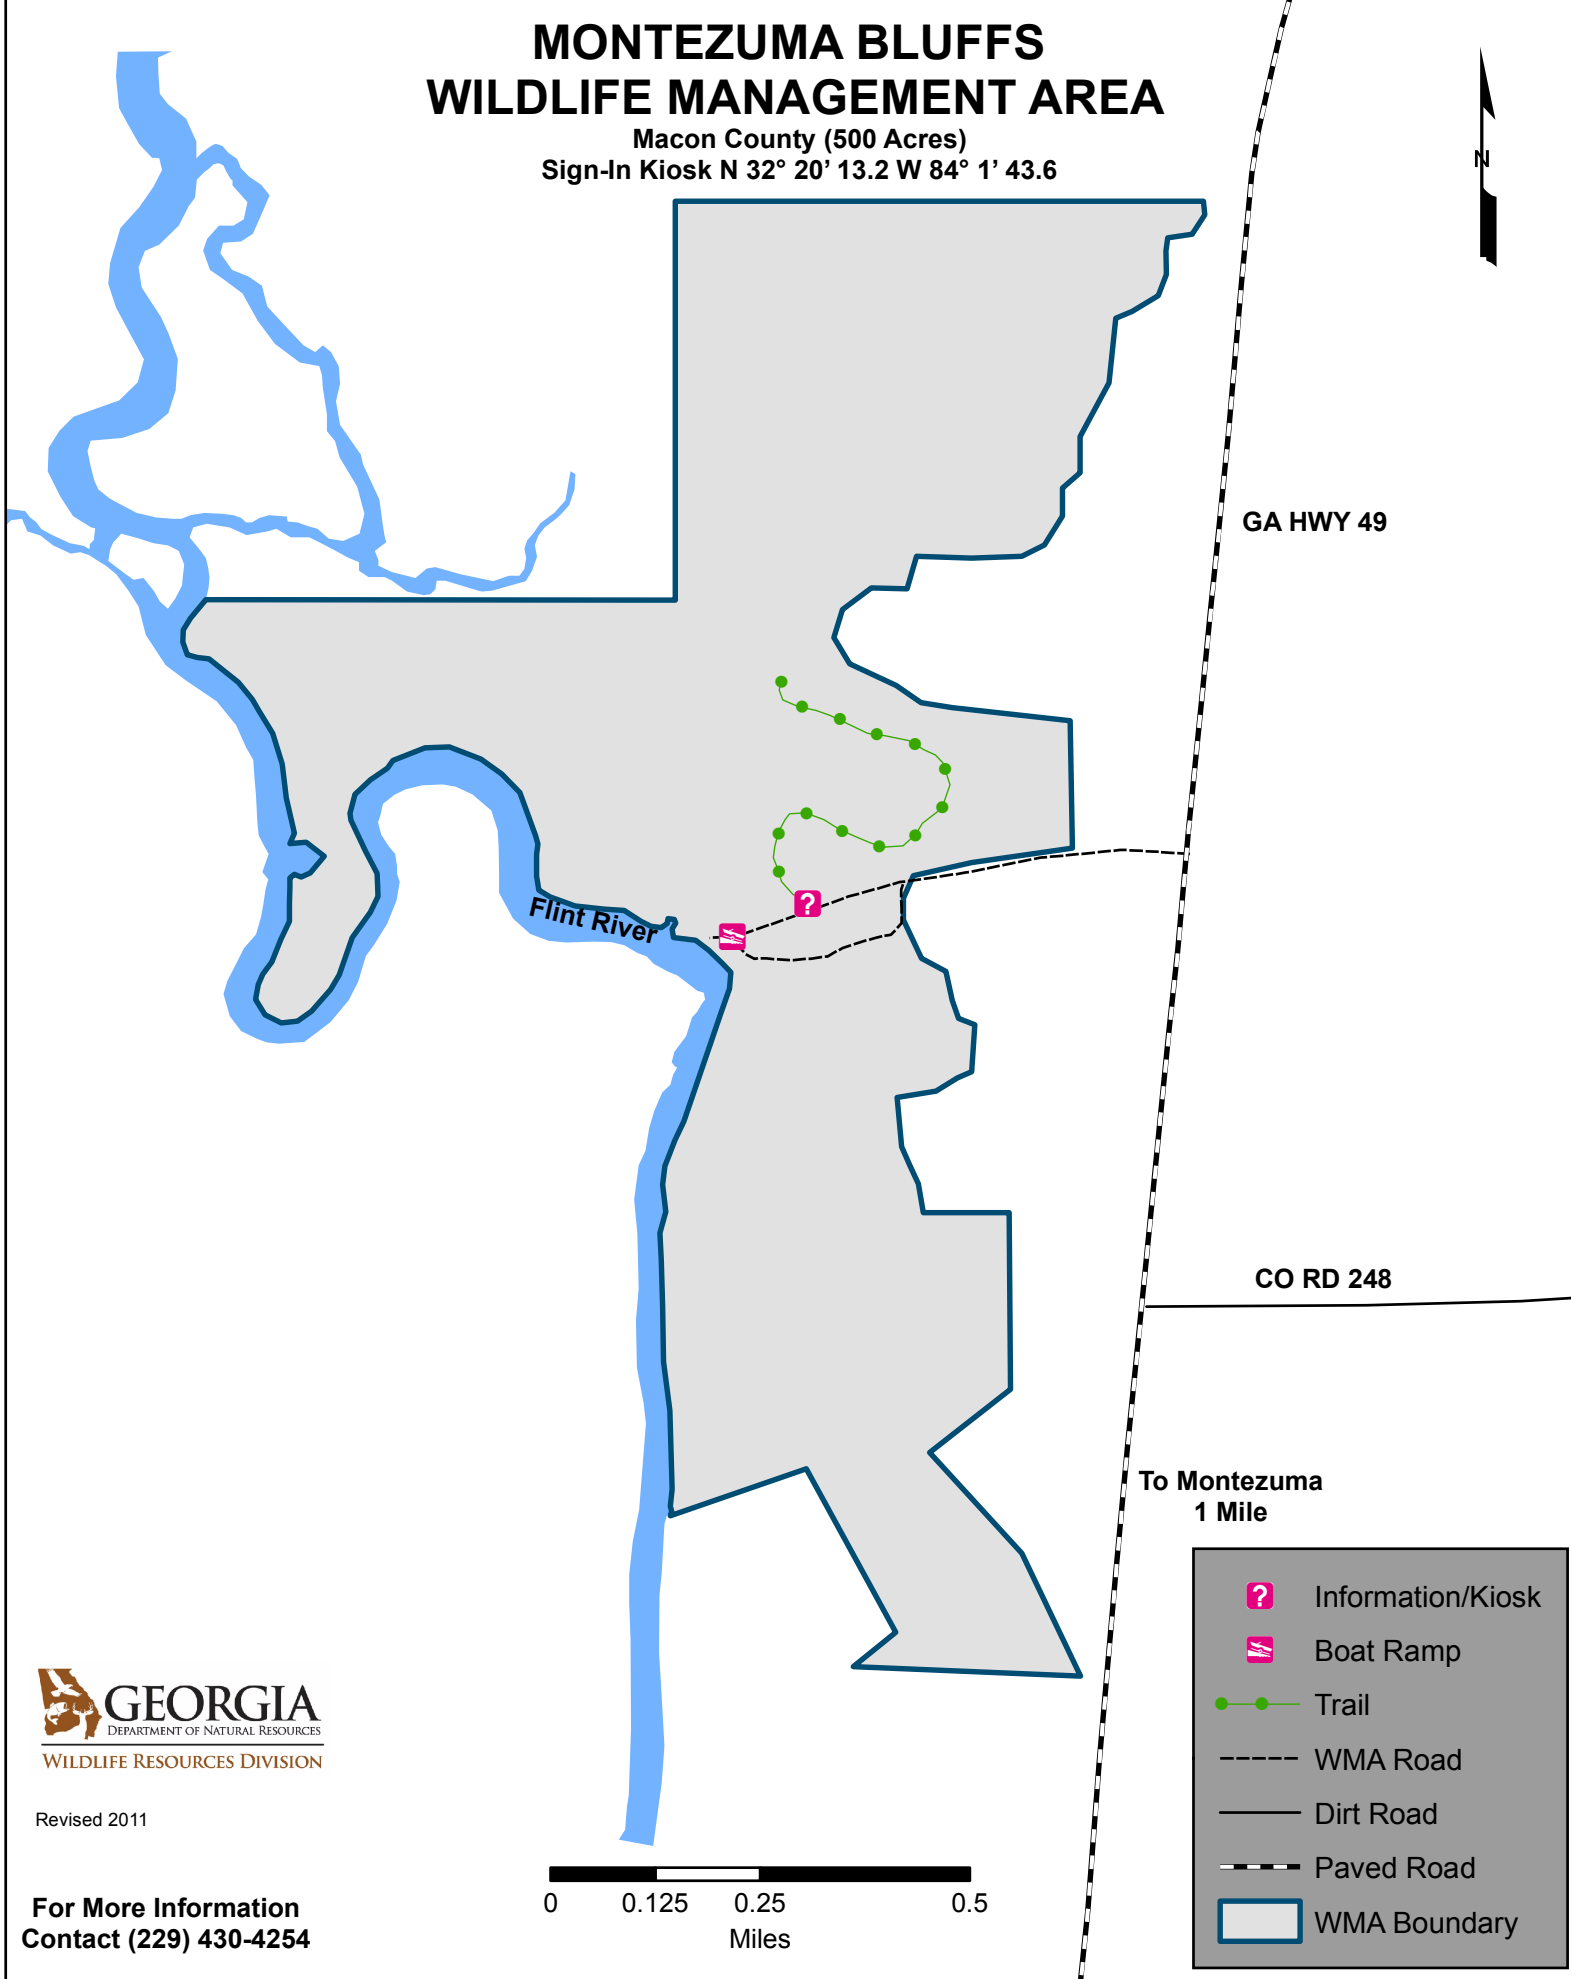 MONTEZUMA BLUFFS
WILDLIFE MANAGEMENT AREA
Macon County (500 Acres)
Sign-In Kiosk N 32° 20’ 13.2 W 84° 1’ 43.6
N
GA HWY 49
Flint River
?
CO RD 248
To Montezuma
1 Mile
? Information/Kiosk
Boat Ramp
Trail
WMA Road
Dirt Road
Paved Road
WMA Boundary
GEORGIA
DEPARTMENT OF NATURAL RESOURCES
WILDLIFE RESOURCES DIVISION
Revised 2011
For More Information
Contact (229) 430-4254
0 0.125 0.25 0.5
Miles